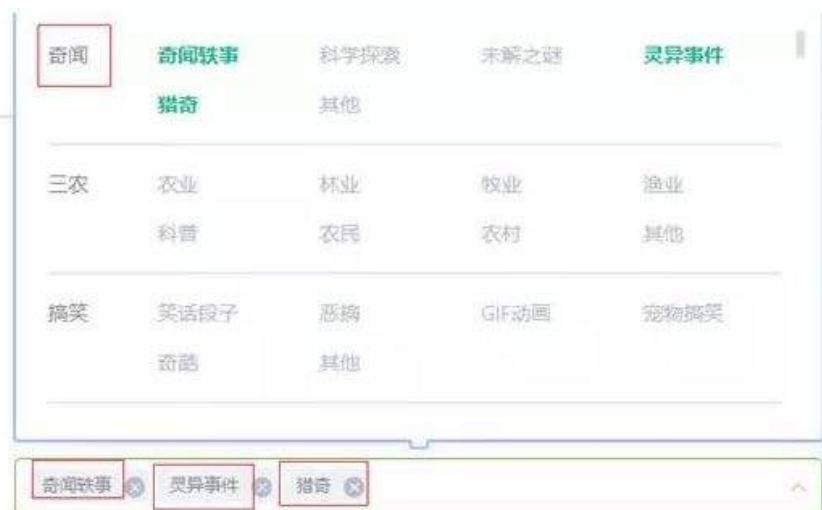 奇闻 奇闻轶事 科学探索 未解之谜 灵异事件
猎奇 其他
三农 农业 林业 牧业 渔业
科普 农民 农村 其他
搞笑 笑话段子 恶搞 GIF动画 宠物搞笑
奇葩 其他
奇闻轶事 灵异事件 猎奇